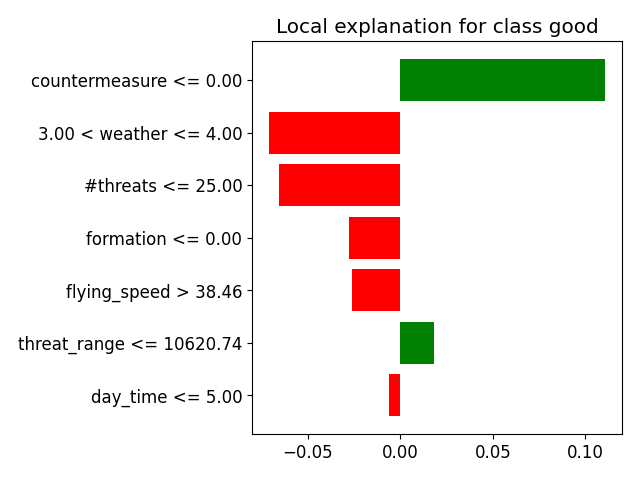 Local explanation for class good
countermeasure <= 0.00
3.00 < weather <= 4.00
#threats <= 25.00
formation <= 0.00
flying_speed > 38.46
threat_range <= 10620.74
day_time <= 5.00
−0.05 0.00 0.05 0.10